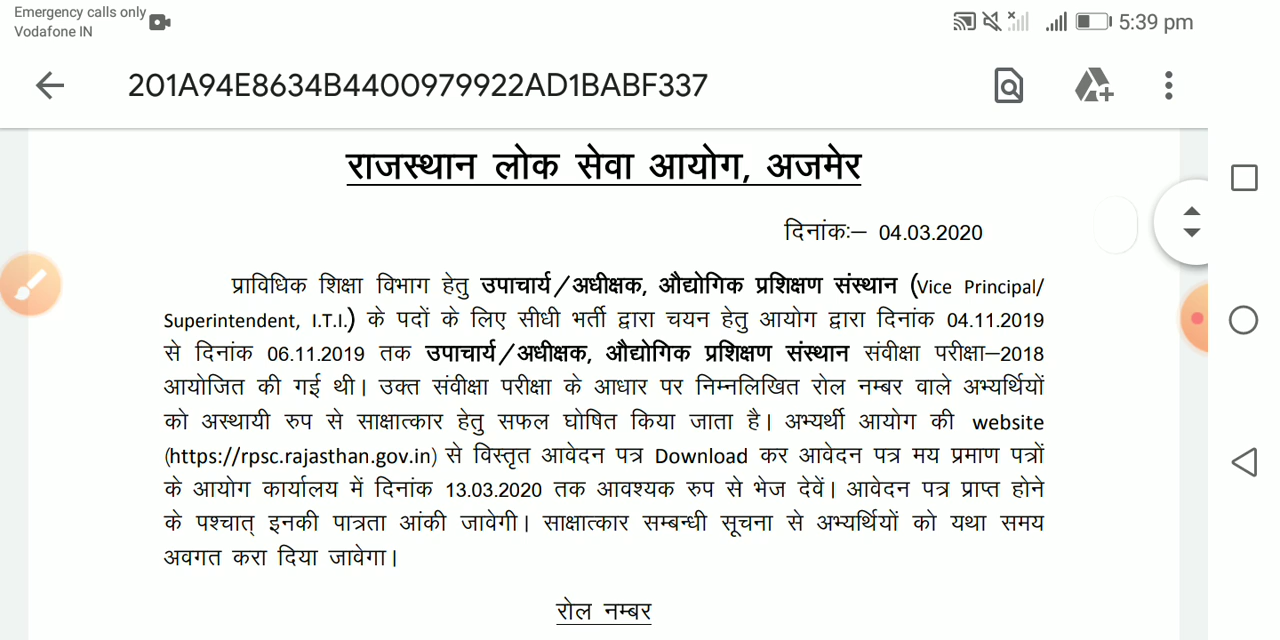 Emergency calls only
Vodafone IN
5:39 pm
201A94E8634B4400979922AD1BABF337
राजस्थान लोक सेवा आयोग, अजमेर
दिनांकः– 04.03.2020
प्राविधिक शिक्षा विभाग हेतु उपाचार्य/अधीक्षक, औद्योगिक प्रशिक्षण संस्थान (Vice Principal/
Superintendent, I.T.I.) के पदों के लिए सीधी भर्ती द्वारा चयन हेतु आयोग द्वारा दिनांक 04.11.2019
से दिनांक 06.11.2019 तक उपाचार्य/अधीक्षक, औद्योगिक प्रशिक्षण संस्थान संवीक्षा परीक्षा–2018
आयोजित की गई थी। उक्त संवीक्षा परीक्षा के आधार पर निम्नलिखित रोल नम्बर वाले अभ्यर्थियों
को अस्थायी रुप से साक्षात्कार हेतु सफल घोषित किया जाता है। अभ्यर्थी आयोग की website
(https://rpsc.rajasthan.gov.in) से विस्तृत आवेदन पत्र Download कर आवेदन पत्र मय प्रमाण पत्रों
के आयोग कार्यालय में दिनांक 13.03.2020 तक आवश्यक रुप से भेज देवें। आवेदन पत्र प्राप्त होने
के पश्चात् इनकी पात्रता आंकी जावेगी। साक्षात्कार सम्बन्धी सूचना से अभ्यर्थियों को यथा समय
अवगत करा दिया जावेगा।
रोल नम्बर